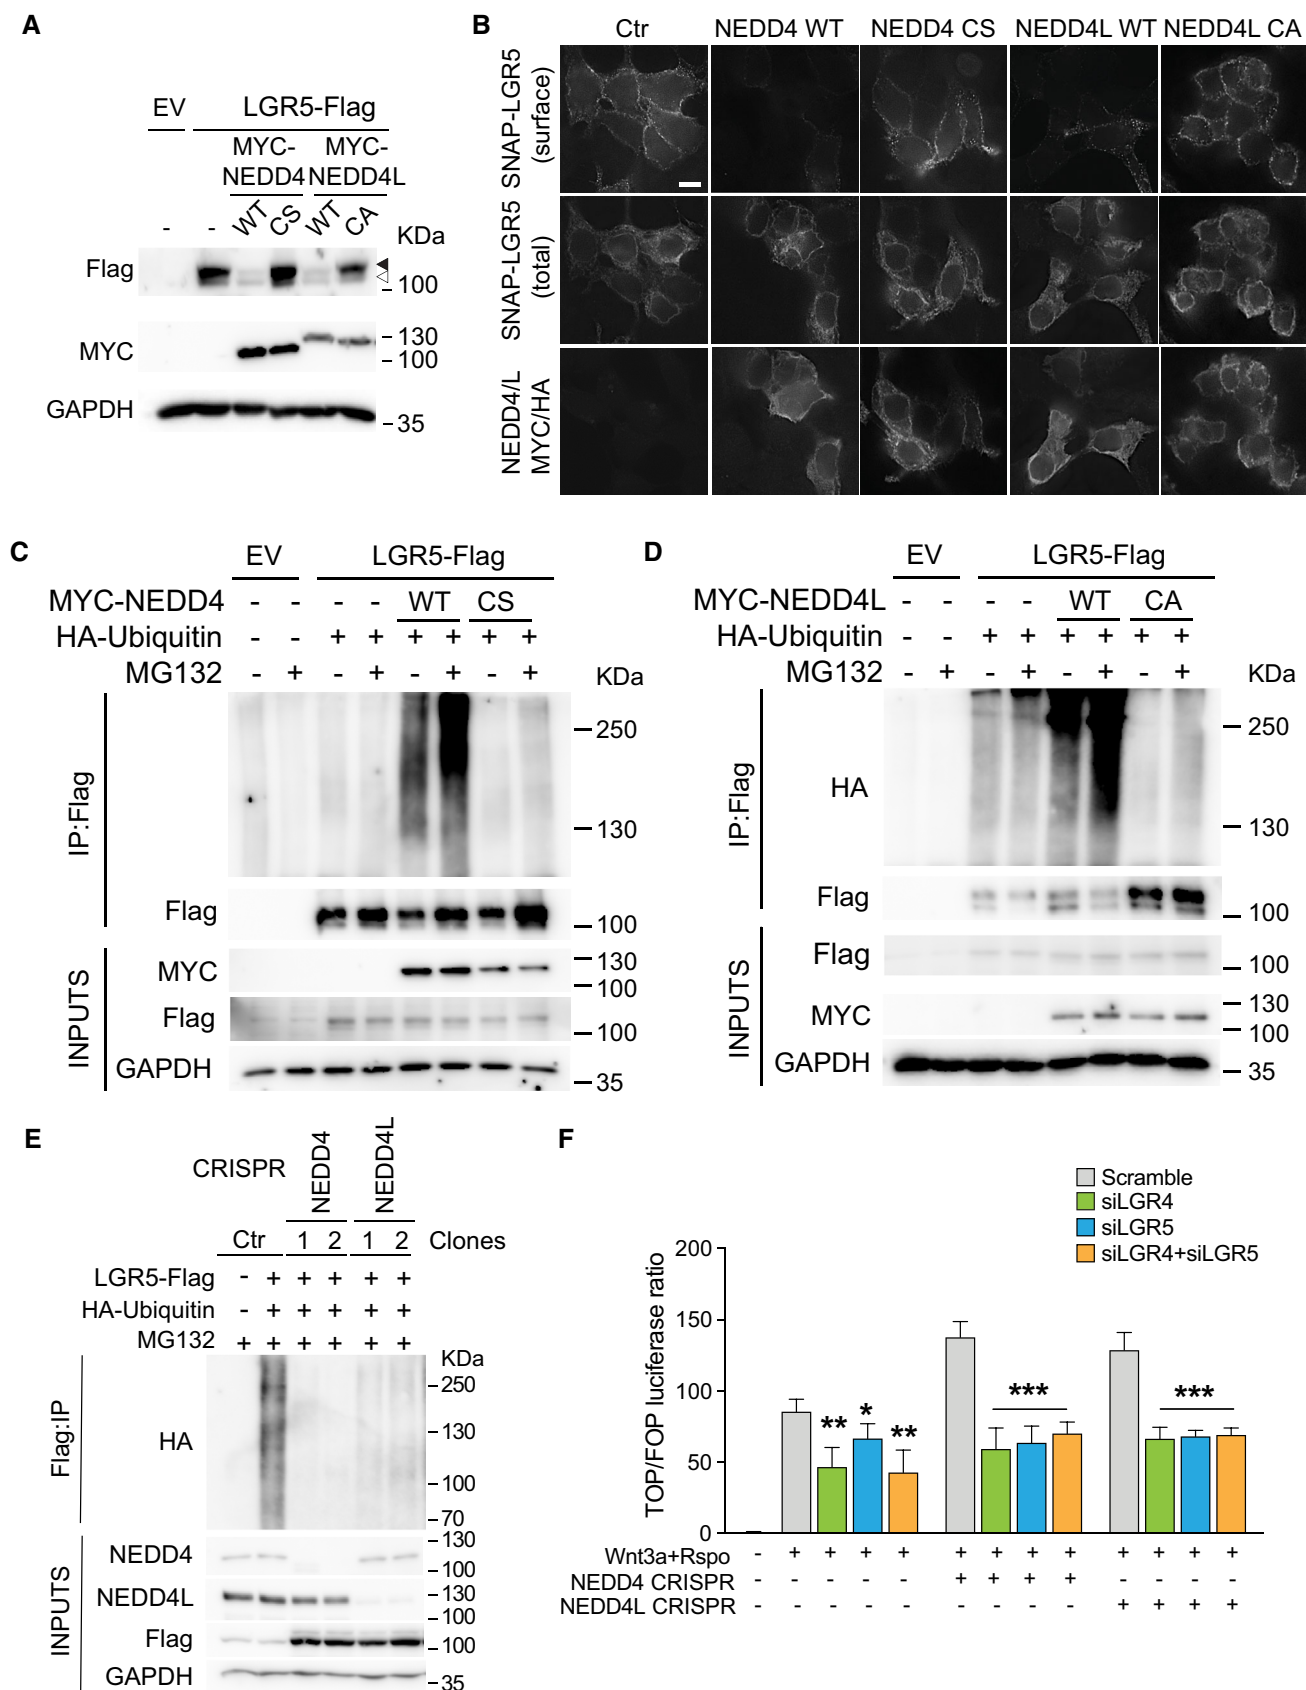 A
EV
LGR5-Flag
MYC-
NEDD4
MYC-
NEDD4L
- - WT CS WT CA
KDa
Flag
100
MYC
130
100
GAPDH
35
B
Ctr NEDD4 WT NEDD4 CS NEDD4L WT NEDD4L CA
SNAP-LGR5
(surface)
SNAP-LGR5
(total)
NEDD4/L
MYC/HA
C
EV LGR5-Flag
MYC-NEDD4 - - - - WT CS
HA-Ubiquitin - - + + + + + +
MG132 - + - + - + - +
KDa
250
130
IP:Flag
Flag
100
INPUTS
MYC
130
100
Flag
100
GAPDH
35
D
EV LGR5-Flag
MYC-NEDD4L - - - - WT CA
HA-Ubiquitin - - + + + + + +
MG132 - + - + - + - +
KDa
250
IP:Flag
HA
130
Flag
100
INPUTS
Flag
100
MYC
130
100
GAPDH
35
E
CRISPR NEDD4 NEDD4L
Ctr 1 2 1 2 Clones
LGR5-Flag - + + + + +
HA-Ubiquitin - + + + + +
MG132 + + + + + +
KDa
250
Flag:IP
HA
130
100
70
INPUTS
NEDD4
130
100
NEDD4L
130
100
Flag
100
GAPDH
35
F
Scramble
siLGR4
siLGR5
siLGR4+siLGR5
TOP/FOP luciferase ratio
200
150
100
50
0
** * **
***
***
Wnt3a+Rspo - + + + + + + + + + + + +
NEDD4 CRISPR - - - - - + + + + - - - -
NEDD4L CRISPR - - - - - - - - - + + + +